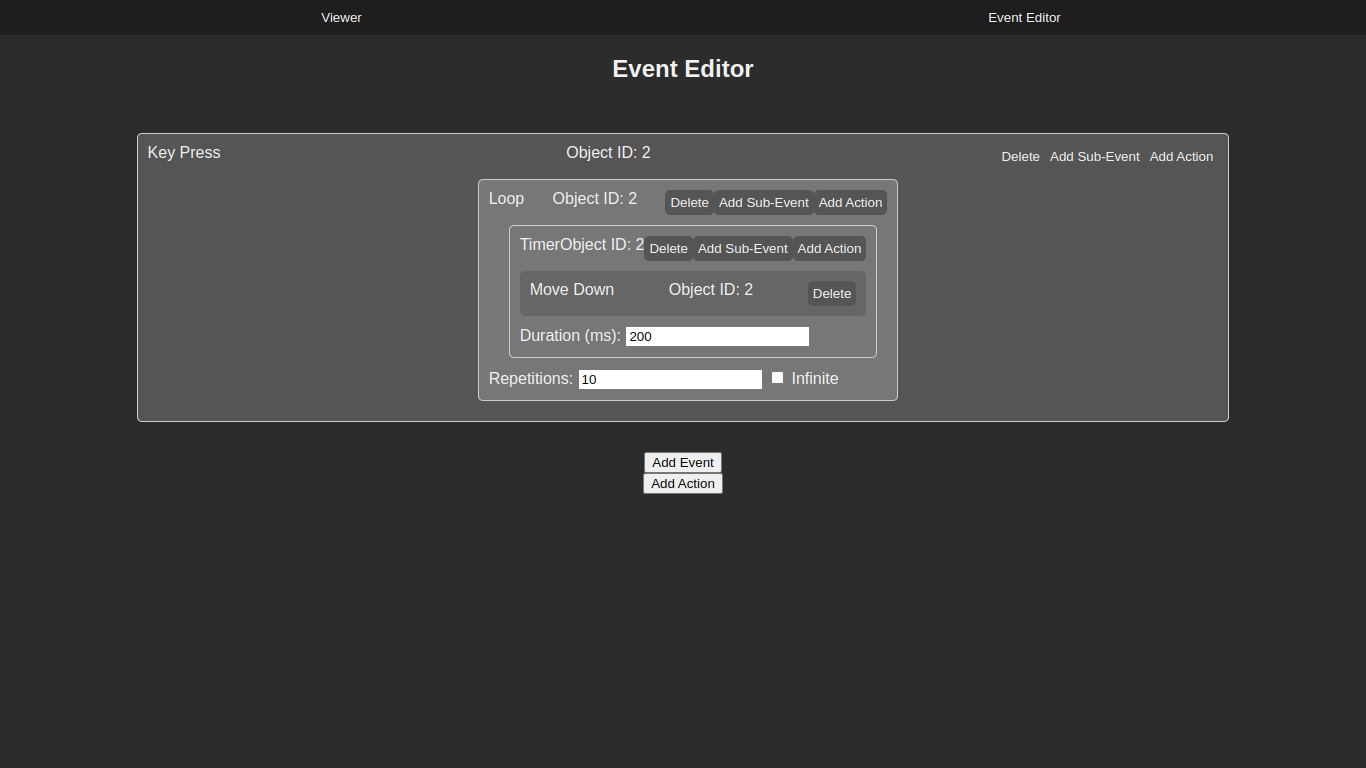 Viewer Event Editor
Event Editor
Key Press Object ID: 2 Delete Add Sub-Event Add Action
Loop Object ID: 2 Delete Add Sub-Event Add Action
Timer Object ID: 2 Delete Add Sub-Event Add Action
Move Down Object ID: 2 Delete
Duration (ms): 200
Repetitions: 10 Infinite
Add Event
Add Action